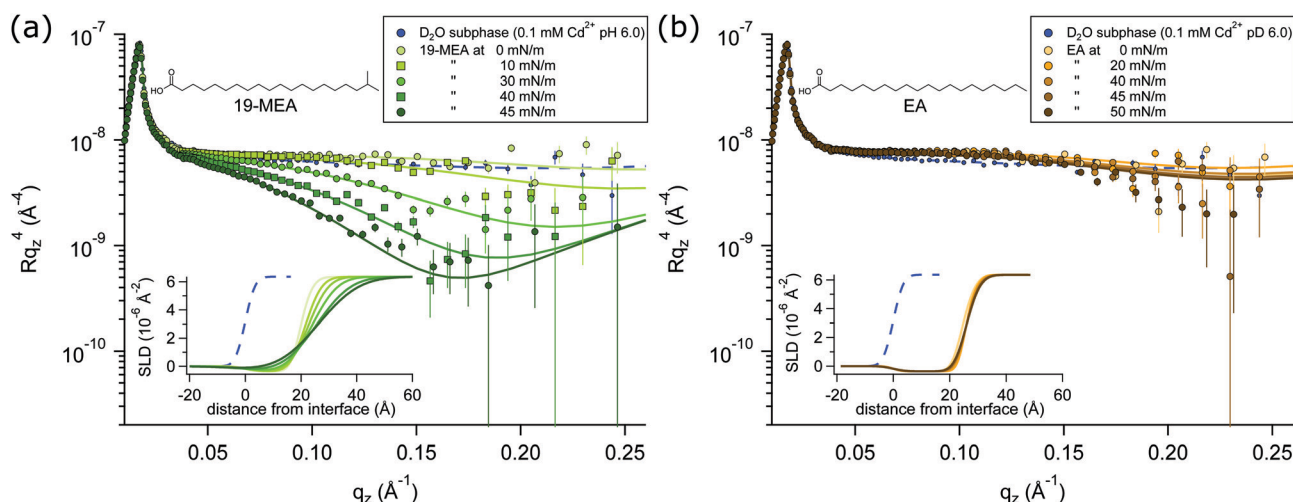 (a)
10⁻⁷
10⁻⁸
10⁻⁹
10⁻¹⁰
Rq_z⁴ (Å⁻⁴)
D₂O subphase (0.1 mM Cd²⁺ pH 6.0)
19-MEA at 0 mN/m
" 10 mN/m
" 30 mN/m
" 40 mN/m
" 45 mN/m
O
HO
19-MEA
SLD (10⁻⁶ Å⁻²)
6
4
2
0
-20 0 20 40 60
distance from interface (Å)
0.05 0.10 0.15 0.20 0.25
q_z (Å⁻¹)
(b)
10⁻⁷
10⁻⁸
10⁻⁹
10⁻¹⁰
Rq_z⁴ (Å⁻⁴)
D₂O subphase (0.1 mM Cd²⁺ pD 6.0)
EA at 0 mN/m
" 20 mN/m
" 40 mN/m
" 45 mN/m
" 50 mN/m
O
HO
EA
SLD (10⁻⁶ Å⁻²)
6
4
2
0
-20 0 20 40 60
distance from interface (Å)
0.05 0.10 0.15 0.20 0.25
q_z (Å⁻¹)